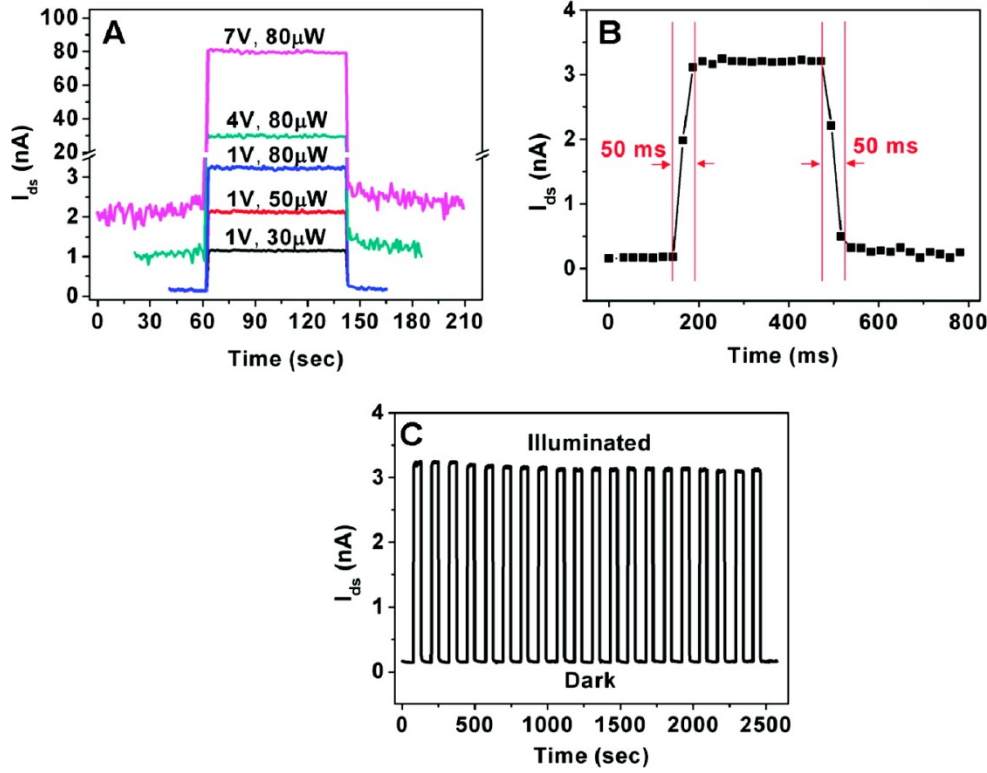 A
100
80
60
40
20
3
2
1
0
I_ds (nA)
7V, 80μW
4V, 80μW
1V, 80μW
1V, 50μW
1V, 30μW
0 30 60 90 120 150 180 210
Time (sec)
B
4
3
2
1
0
I_ds (nA)
50 ms
50 ms
0 200 400 600 800
Time (ms)
C
4
3
2
1
0
I_ds (nA)
Illuminated
Dark
0 500 1000 1500 2000 2500
Time (sec)